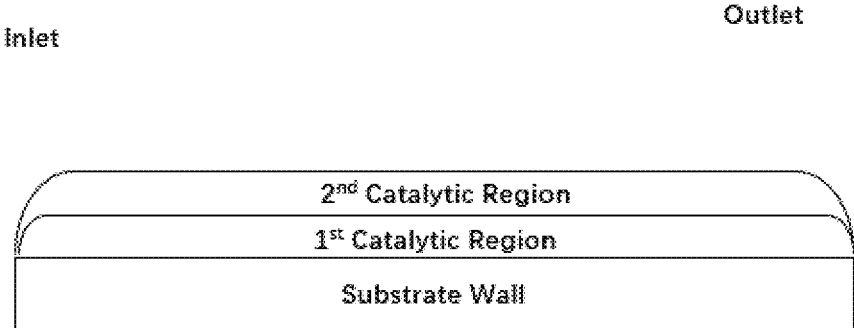 Outlet
Inlet
2nd Catalytic Region
1st Catalytic Region
Substrate Wall